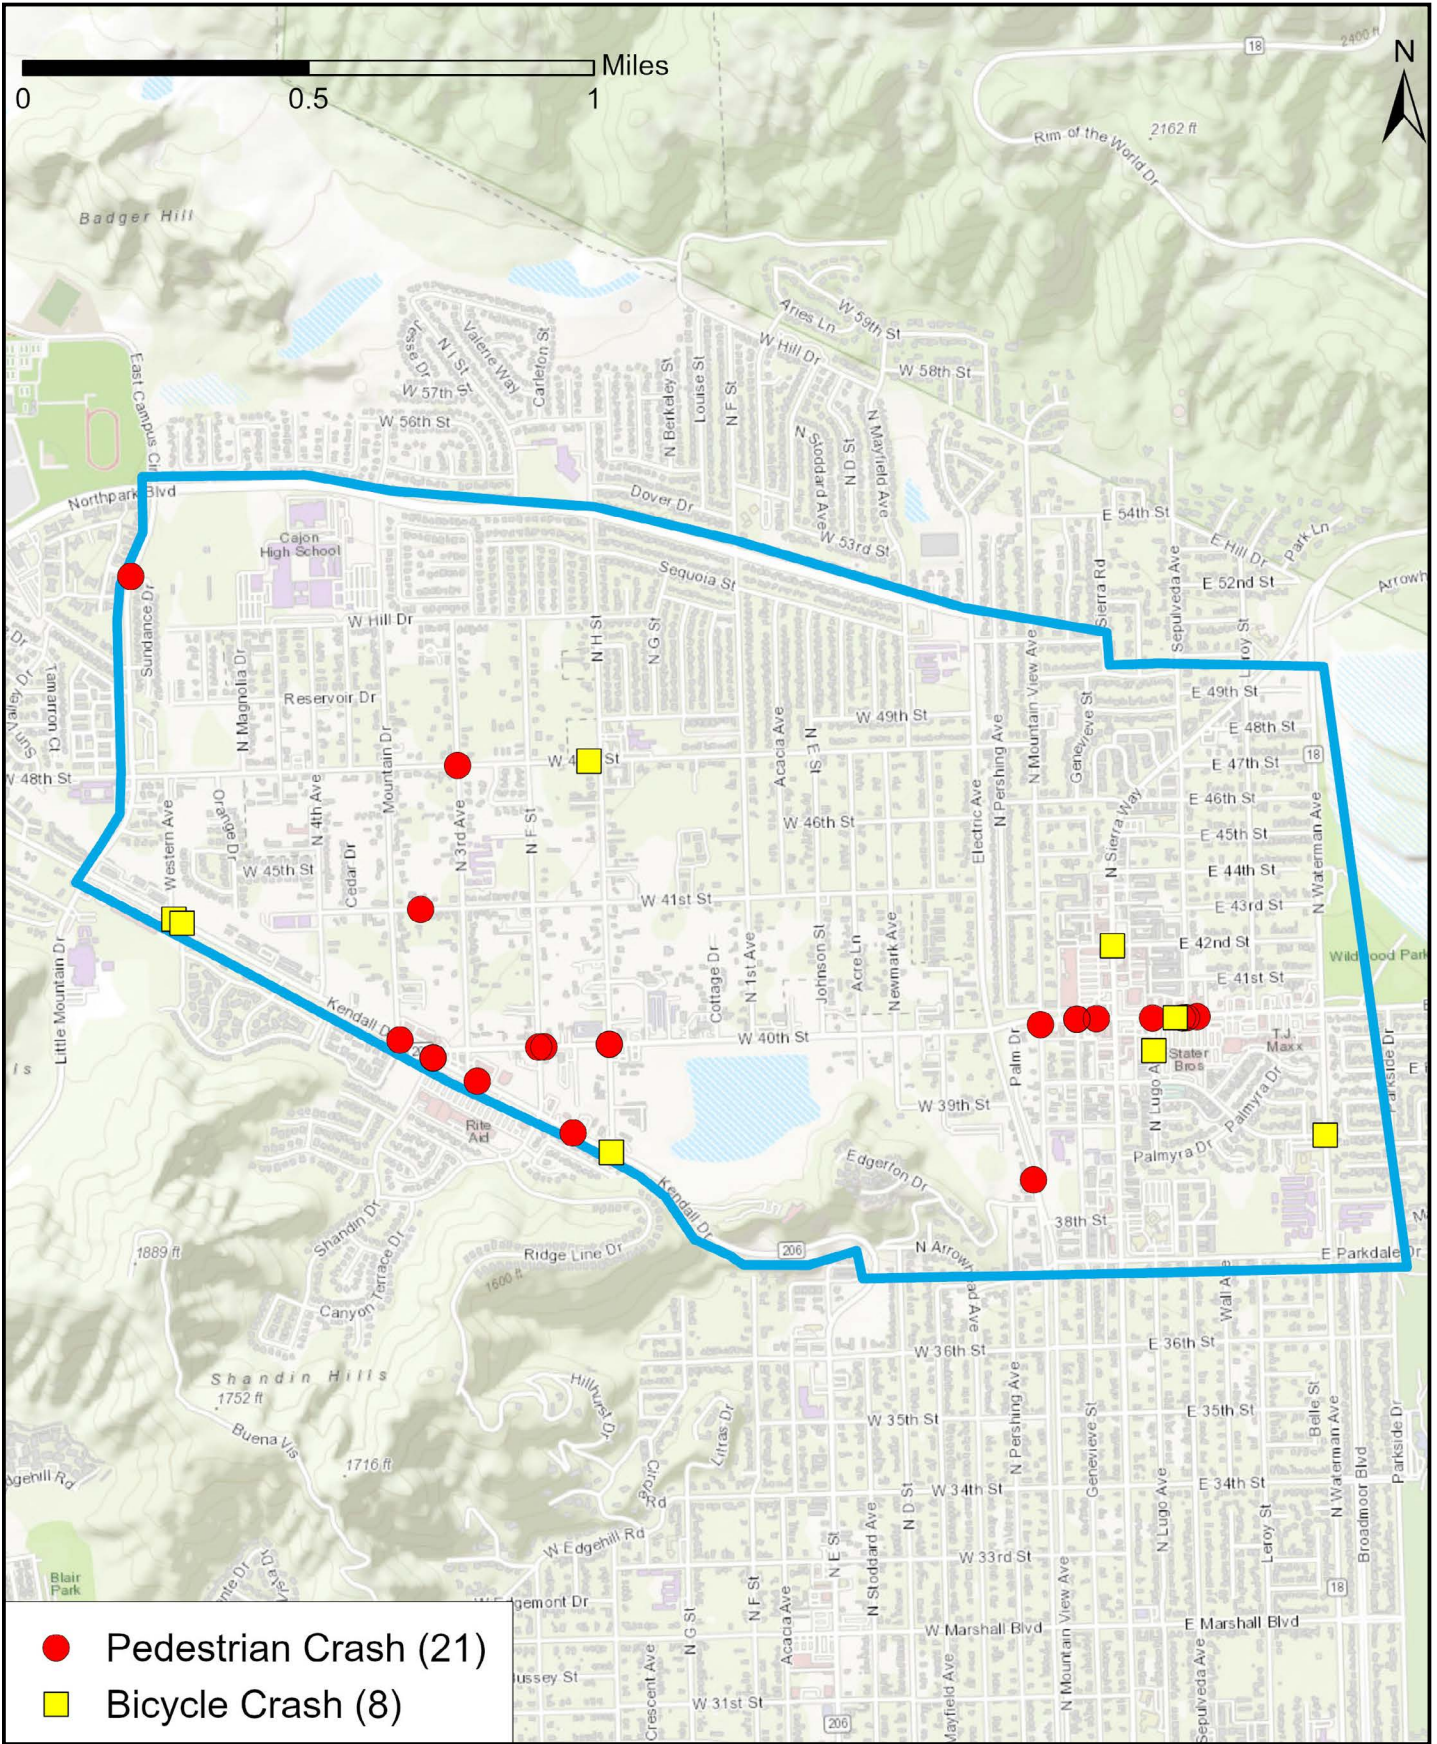 Miles
0
0.5
1
N
18
2400 ft
2162 ft
Rim of the World Dr
Badger Hill
W 59th St
Aries Ln
W Hill Dr
W 58th St
Jesse Dr
N I St
Valerie Way
Carleton St
W 57th St
W 56th St
East Campus Cir
N Berkeley St
Louise St
N F St
N Stoddard Ave
N D St
N Mayfield Ave
Northpark Blvd
Dover Dr
W 53rd St
E 54th St
E Hill Dr
Park Ln
E 52nd St
Cajon
High School
Sequoia St
Sierra Rd
Sepulveda Ave
Sundance Dr
W Hill Dr
N H St
N G St
N Magnolia Dr
Reservoir Dr
Tamarron Ct
W 49th St
E 49th St
E 48th St
18
E 47th St
W 48th St
Mountain Dr
Acacia Ave
N E St
N Pershing Ave
N Mountain View Ave
Genevieve St
E 46th St
W 46th St
E 45th St
Western Ave
Orange Dr
N 4th Ave
Cedar Dr
N 3rd Ave
N F St
Electric Ave
N Sierra Way
N Waterman Ave
E 44th St
W 45th St
W 41st St
E 43rd St
E 42nd St
E 41st St
Little Mountain Dr
Cottage Dr
N 1st Ave
Johnson St
Acre Ln
Newmark Ave
Kendall D
W 40th St
Palm Dr
Stater
Bros
T.J.
Maxx
Parkside Dr
W 39th St
Palmyra Dr
Palmyra Dr
Rite
Aid
Edgerton Dr
Kendall Dr
38th St
Shandin Dr
Canyon Terrace Dr
1889 ft
Ridge Line Dr
1600 ft
206
E Parkdale Dr
Wall Ave
W 36th St
E 36th St
Shandin Hills
1752 ft
Hillhurst Dr
N Pershing Ave
W 35th St
E 35th St
Belle St
Buena Vis
1716 ft
Genevieve St
N Waterman Ave
Parkside Dr
W 34th St
E 34th St
N D St
N Lugo Ave
Leroy St
Broadmoor Blvd
W Edgehill Rd
N E St
N Stoddard Ave
W 33rd St
Blair
Park
N F St
Acacia Ave
N Mountain View Ave
18
N G St
W Marshall Blvd
E Marshall Blvd
Crescent Ave
W 31st St
206
Mayfield Ave
Sepulveda Ave
Pedestrian Crash (21)
Bicycle Crash (8)